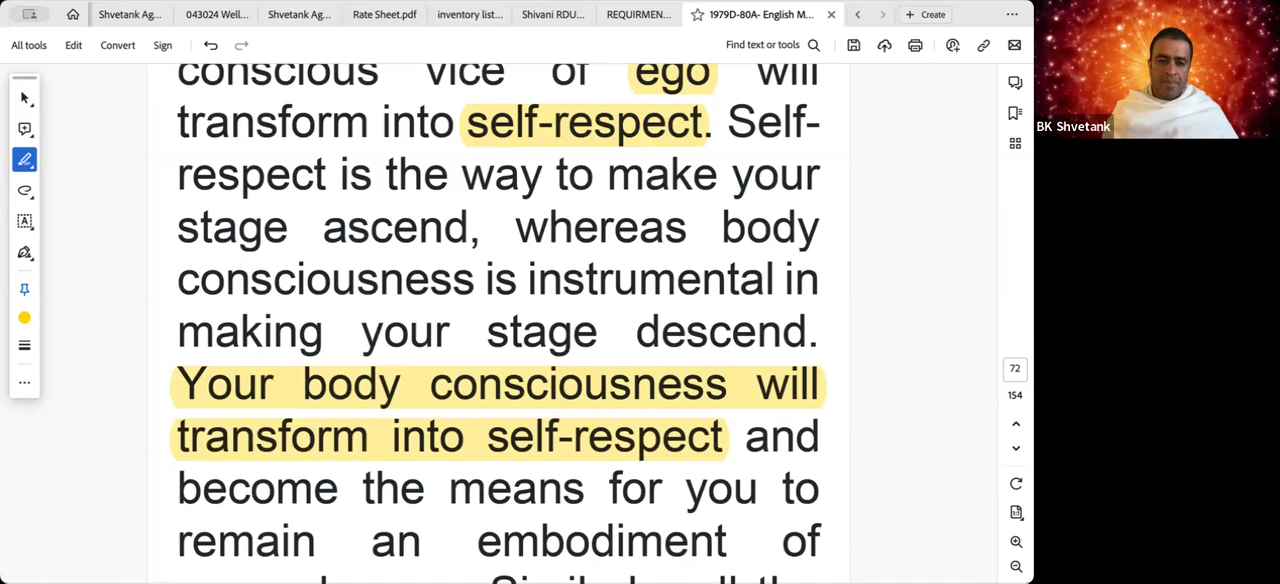 Shvetank Ag...
043024 Well...
Shvetank Ag...
Rate Sheet.pdf
inventory list...
Shivani RDU...
REQUIRMEN...
1979D-80A- English M...
Create
All tools
Edit
Convert
Sign
Find text or tools
conscious vice of ego will
transform into self-respect. Self-
respect is the way to make your
stage ascend, whereas body
consciousness is instrumental in
making your stage descend.
Your body consciousness will
transform into self-respect and
become the means for you to
remain an embodiment of
72
154
BK Shvetank